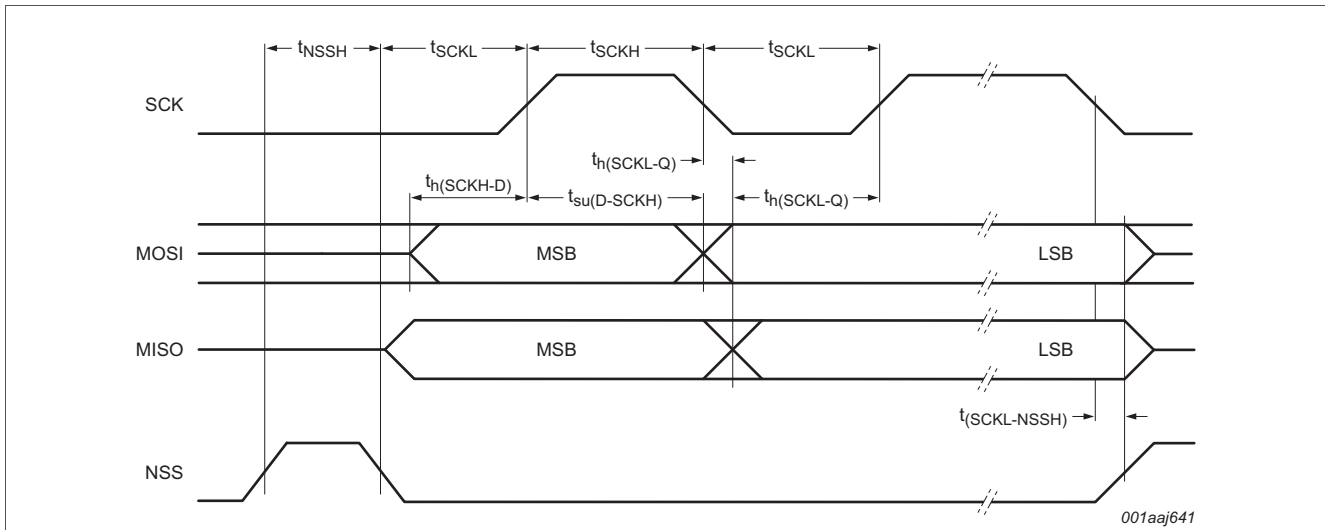 tNSSH tSCKL tSCKH tSCKL
SCK
th(SCKL-Q)
th(SCKH-D) tsu(D-SCKH) th(SCKL-Q)
MOSI MSB LSB
MISO MSB LSB
t(SCKL-NSSH)
NSS
001aaj641